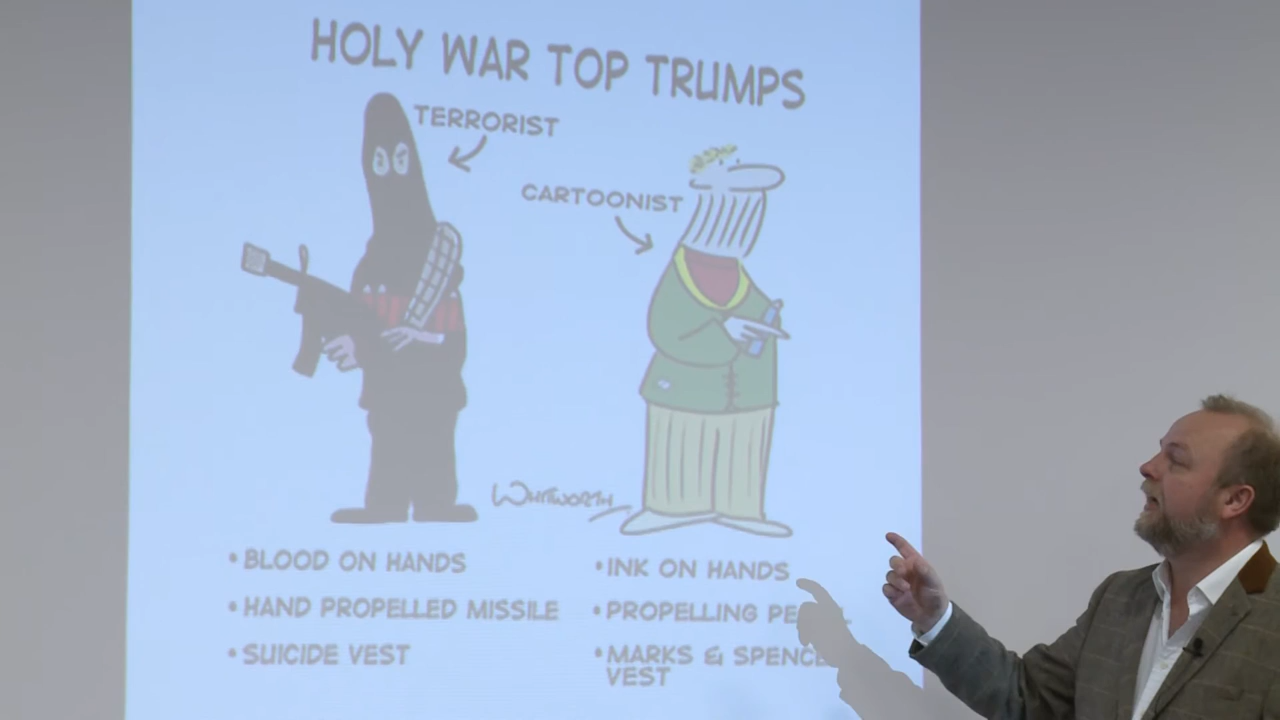 HOLY WAR TOP TRUMPS
TERRORIST
CARTOONIST
WHITWORTH
• BLOOD ON HANDS
• HAND PROPELLED MISSILE
• SUICIDE VEST
• INK ON HANDS
• PROPELLING
• MARKS & SPENCE
VEST